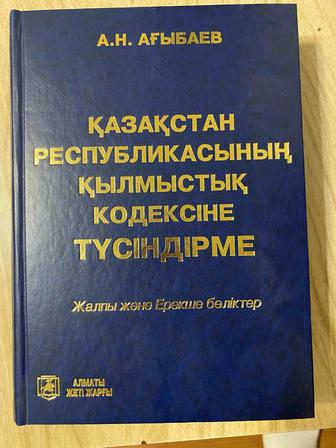 А.Н. АҒЫБАЕВ
ҚАЗАҚСТАН
РЕСПУБЛИКАСЫНЫҢ
ҚЫЛМЫСТЫҚ
КОДЕКСІНЕ
ТҮСІНДІРМЕ
Жалпы және Ерекше бөліктер
АЛМАТЫ
ЖЕТІ ЖАРҒЫ